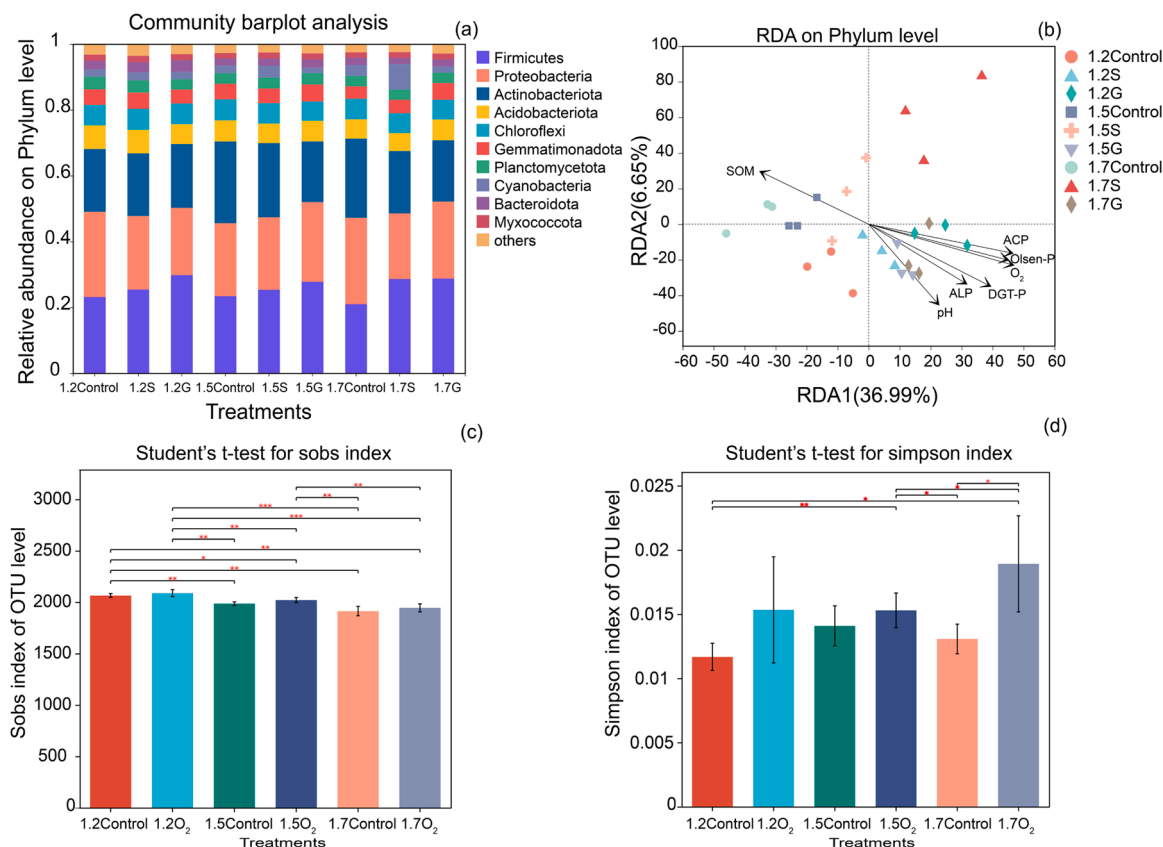 Community barplot analysis
(a)
Relative abundance on Phylum level
1
0.8
0.6
0.4
0.2
0
1.2Control
1.2S
1.2G
1.5Control
1.5S
1.5G
1.7Control
1.7S
1.7G
Treatments
Firmicutes
Proteobacteria
Actinobacteriota
Acidobacteriota
Chloroflexi
Gemmatimonadota
Planctomycetota
Cyanobacteria
Bacteroidota
Myxococcota
others
RDA on Phylum level
(b)
RDA2(6.65%)
100
80
60
40
20
0
-20
-40
-60
-60
-50
-40
-30
-20
-10
0
10
20
30
40
50
60
RDA1(36.99%)
SOM
ACP
Olsen-P
O2
DGT-P
ALP
pH
1.2Control
1.2S
1.2G
1.5Control
1.5S
1.5G
1.7Control
1.7S
1.7G
(c)
Student's t-test for sobs index
Sobs index of OTU level
3000
2500
2000
1500
1000
500
0
**
**
***
***
**
**
**
*
**
**
1.2Control
1.2O2
1.5Control
1.5O2
1.7Control
1.7O2
Treatments
(d)
Student's t-test for simpson index
Simpson index of OTU level
0.025
0.02
0.015
0.01
0.005
0
*
*
*
*
**
1.2Control
1.2O2
1.5Control
1.5O2
1.7Control
1.7O2
Treatments